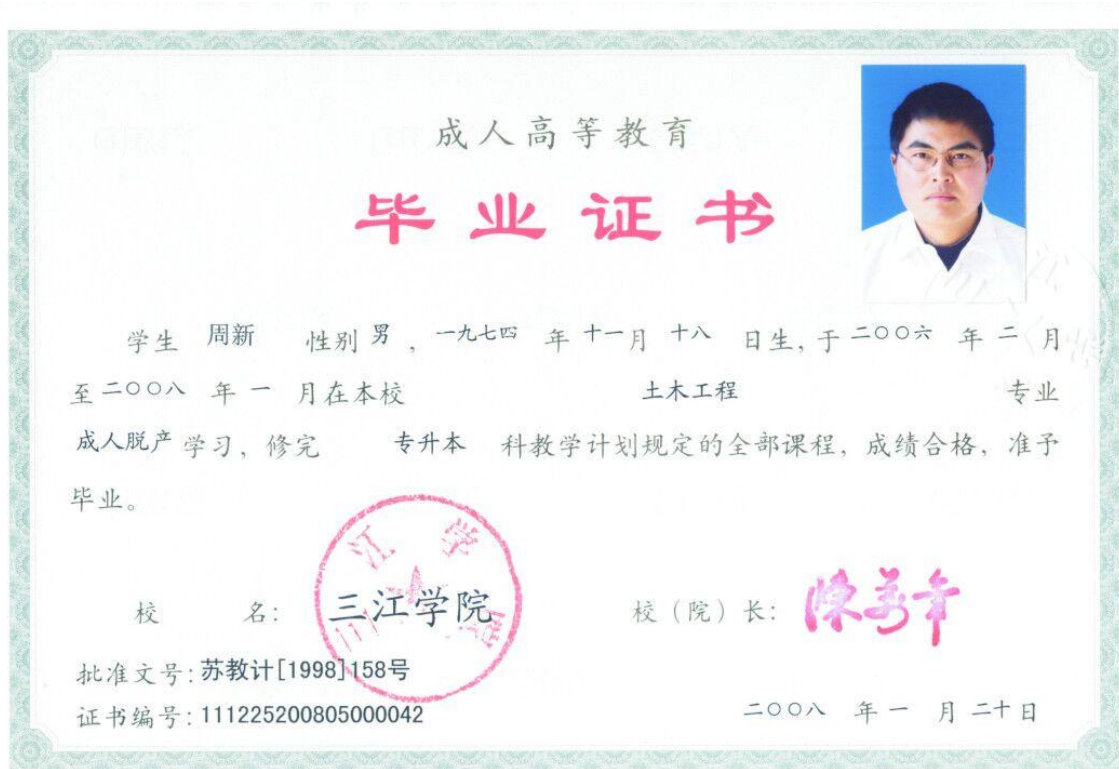 成人高等教育
毕业证书
学生 周新 性别 男 ，一九七四 年 十一月 十八 日生，于 二〇〇六 年 二 月
至 二〇〇八 年 一 月在本校 土木工程 专业
成人脱产 学习，修完 专升本 科教学计划规定的全部课程，成绩合格，准予
毕业。
校 名： 三江学院 校（院）长： 陈万年
批准文号：苏教计[1998]158号
证书编号：111225200805000042 二〇〇八 年 一 月 二十 日